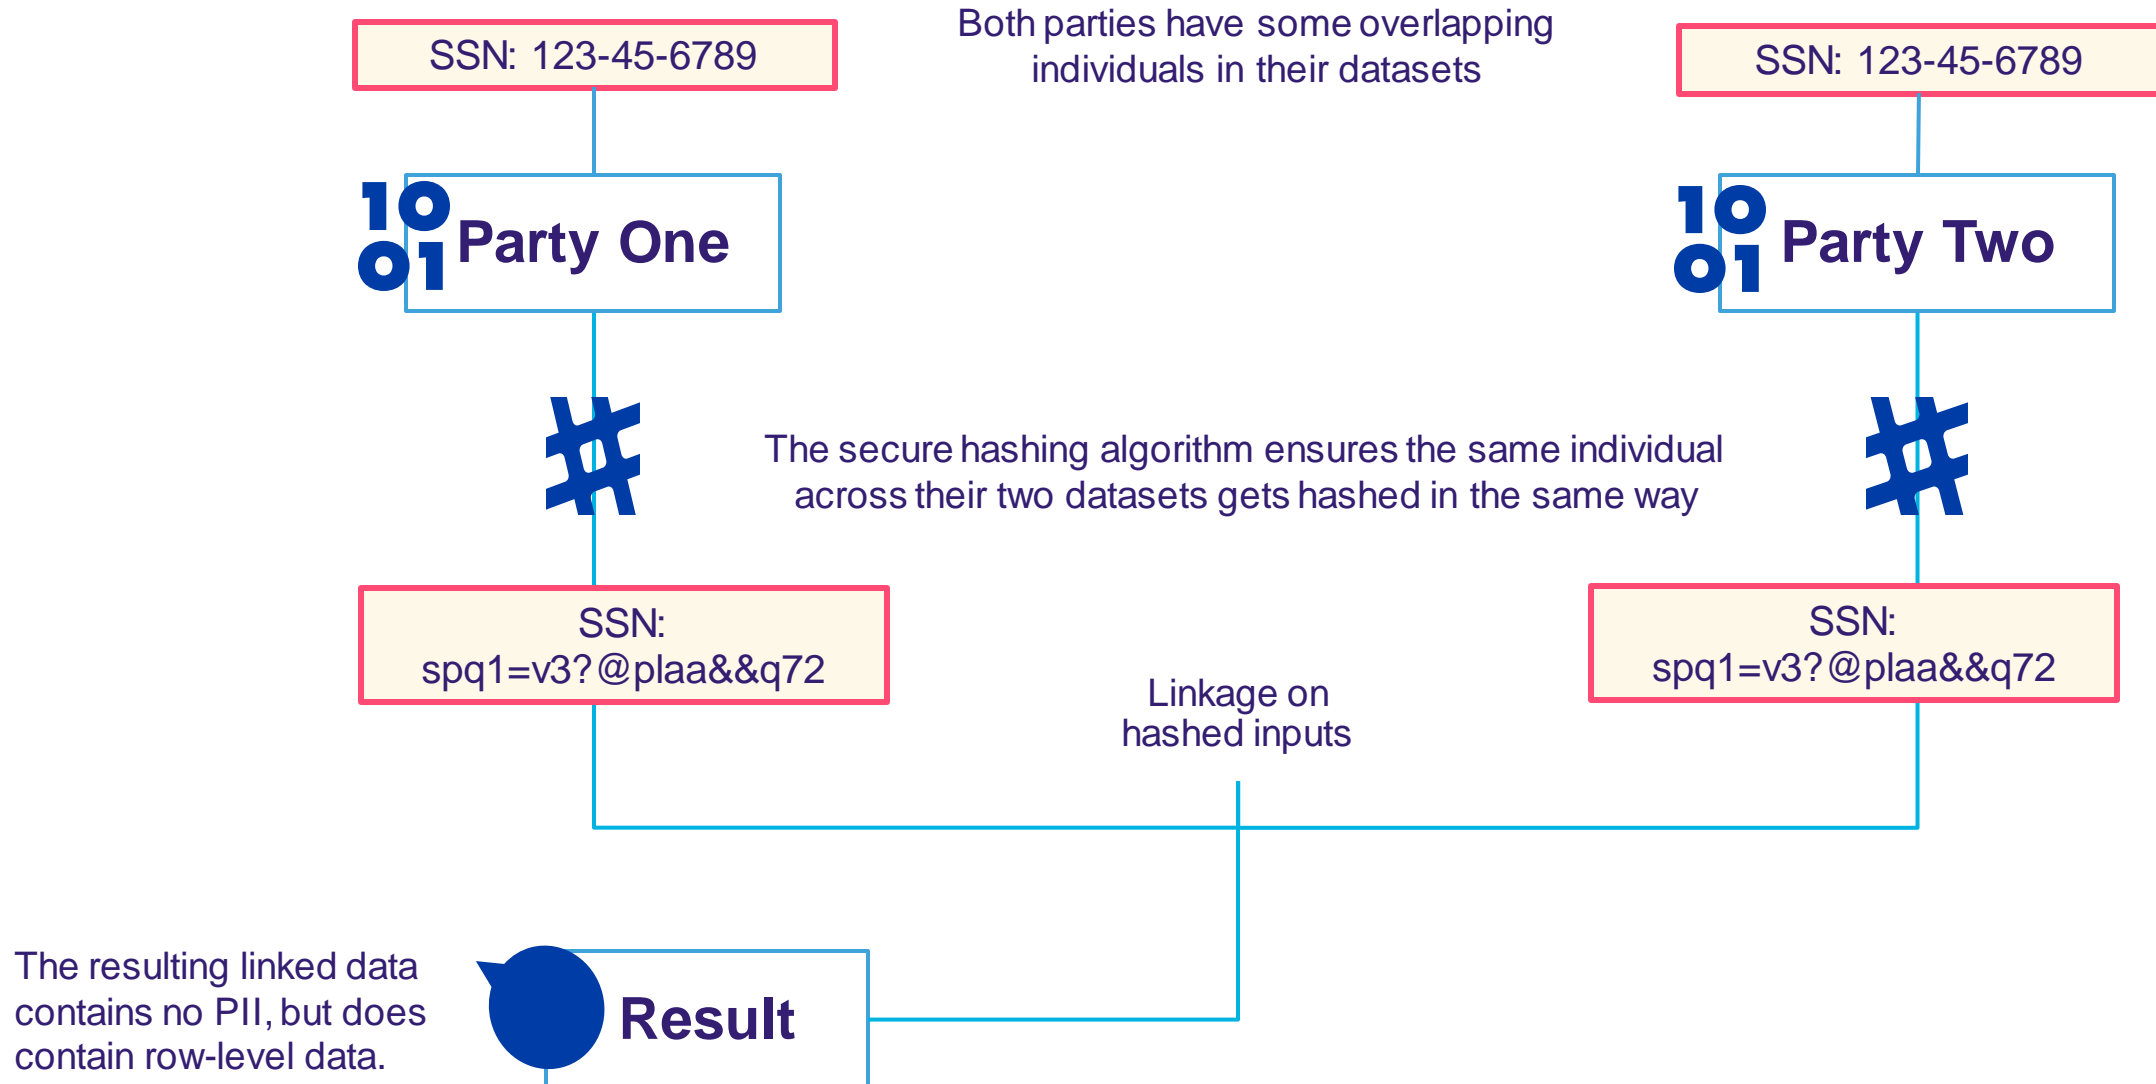 Both parties have some overlapping
individuals in their datasets
SSN: 123-45-6789
SSN: 123-45-6789
10
01
Party One
10
01
Party Two
#
#
The secure hashing algorithm ensures the same individual
across their two datasets gets hashed in the same way
SSN:
spq1=v3?@plaa&&q72
SSN:
spq1=v3?@plaa&&q72
Linkage on
hashed inputs
The resulting linked data
contains no PII, but does
contain row-level data.
Result